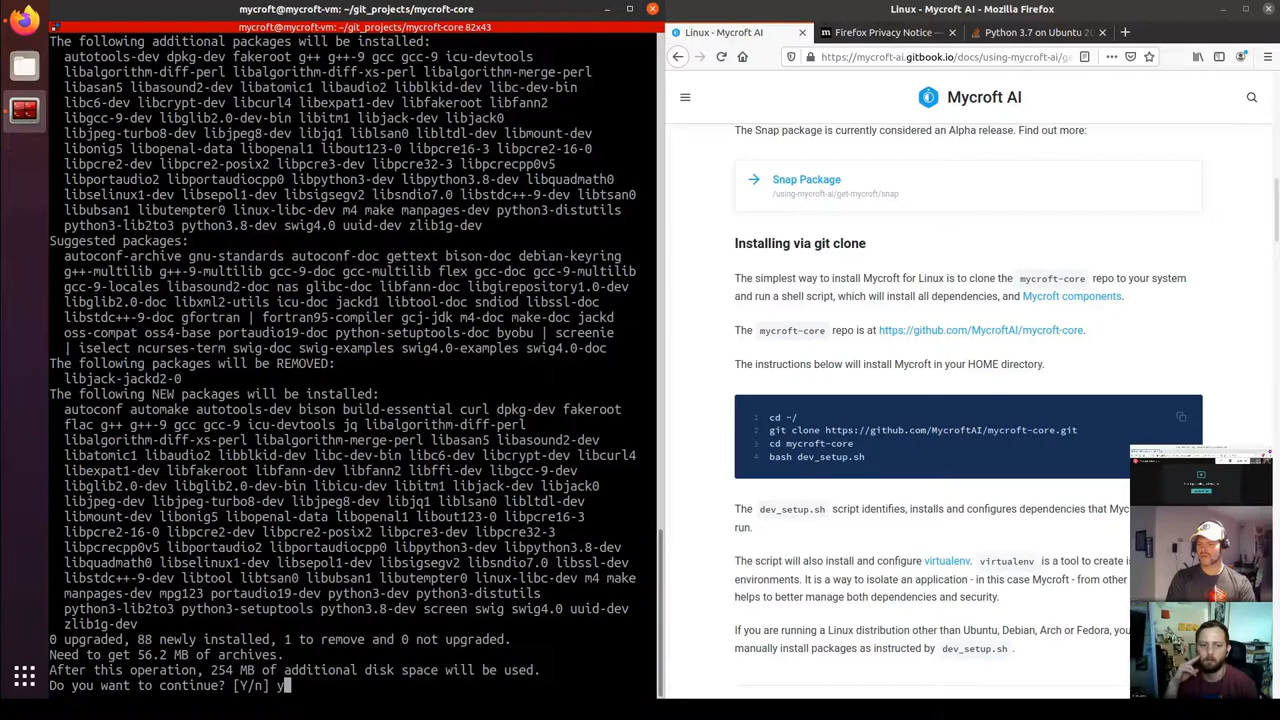 mycroft@mycroft-vm: ~/git_projects/mycroft-core
mycroft@mycroft-vm: ~/git_projects/mycroft-core 82x43
The following additional packages will be installed:
autotools-dev dpkg-dev fakeroot g++ g++-9 gcc gcc-9 icu-devtools
libalgorithm-diff-perl libalgorithm-diff-xs-perl libalgorithm-merge-perl
libasan5 libasound2-dev libatomic1 libaudio2 libblkid-dev libc-dev-bin
libc6-dev libcrypt-dev libcurl4 libexpat1-dev libfakeroot libfann2
libgcc-9-dev libglib2.0-dev-bin libitm1 libjack-dev libjack0
libjpeg-turbo8-dev libjpeg8-dev libjq1 liblsan0 libltdl-dev libmount-dev
libonig5 libopenal-data libopenal1 libout123-0 libpcre16-3 libpcre2-16-0
libpcre2-dev libpcre2-posix2 libpcre3-dev libpcre32-3 libpcrecpp0v5
libportaudio2 libportaudiocpp0 libpython3-dev libpython3.8-dev libquadmath0
libselinux1-dev libsepol1-dev libsigsegv2 libsndio7.0 libstdc++-9-dev libtsan0
libubsan1 libutempter0 linux-libc-dev m4 make manpages-dev python3-distutils
python3-lib2to3 python3.8-dev swig4.0 uuid-dev zlib1g-dev
Suggested packages:
autoconf-archive gnu-standards autoconf-doc gettext bison-doc debian-keyring
g++-multilib g++-9-multilib gcc-9-doc gcc-multilib flex gcc-doc gcc-9-multilib
gcc-9-locales libasound2-doc nas glibc-doc libfann-doc libgirepository1.0-dev
libglib2.0-doc libxml2-utils icu-doc jackd1 libtool-doc sndiod libssl-doc
libstdc++-9-doc gfortran | fortran95-compiler gcj-jdk m4-doc make-doc jackd
oss-compat oss4-base portaudio19-doc python-setuptools-doc byobu | screenie
| iselect ncurses-term swig-doc swig-examples swig4.0-examples swig4.0-doc
The following packages will be REMOVED:
libjack-jackd2-0
The following NEW packages will be installed:
autoconf automake autotools-dev bison build-essential curl dpkg-dev fakeroot
flac g++ g++-9 gcc gcc-9 icu-devtools jq libalgorithm-diff-perl
libalgorithm-diff-xs-perl libalgorithm-merge-perl libasan5 libasound2-dev
libatomic1 libaudio2 libblkid-dev libc-dev-bin libc6-dev libcrypt-dev libcurl4
libexpat1-dev libfakeroot libfann-dev libfann2 libffi-dev libgcc-9-dev
libglib2.0-dev libglib2.0-dev-bin libicu-dev libitm1 libjack-dev libjack0
libjpeg-dev libjpeg-turbo8-dev libjpeg8-dev libjq1 liblsan0 libltdl-dev
libmount-dev libonig5 libopenal-data libopenal1 libout123-0 libpcre16-3
libpcre2-16-0 libpcre2-dev libpcre2-posix2 libpcre3-dev libpcre32-3
libpcrecpp0v5 libportaudio2 libportaudiocpp0 libpython3-dev libpython3.8-dev
libquadmath0 libselinux1-dev libsepol1-dev libsigsegv2 libsndio7.0 libssl-dev
libstdc++-9-dev libtool libtsan0 libubsan1 libutempter0 linux-libc-dev m4 make
manpages-dev mpg123 portaudio19-dev python3-dev python3-distutils
python3-lib2to3 python3-setuptools python3.8-dev screen swig swig4.0 uuid-dev
zlib1g-dev
0 upgraded, 88 newly installed, 1 to remove and 0 not upgraded.
Need to get 56.2 MB of archives.
After this operation, 254 MB of additional disk space will be used.
Do you want to continue? [Y/n] y
Linux - Mycroft AI - Mozilla Firefox
Linux - Mycroft AI
Firefox Privacy Notice —
Python 3.7 on Ubuntu 20
https://mycroft-ai.gitbook.io/docs/using-mycroft-ai/ge
Mycroft AI
The Snap package is currently considered an Alpha release. Find out more:
Snap Package
/using-mycroft-ai/get-mycroft/snap
Installing via git clone
The simplest way to install Mycroft for Linux is to clone the mycroft-core repo to your system
and run a shell script, which will install all dependencies, and Mycroft components.
The mycroft-core repo is at https://github.com/MycroftAI/mycroft-core.
The instructions below will install Mycroft in your HOME directory.
1 cd ~/
2 git clone https://github.com/MycroftAI/mycroft-core.git
3 cd mycroft-core
4 bash dev_setup.sh
The dev_setup.sh script identifies, installs and configures dependencies that Myc
run.
The script will also install and configure virtualenv. virtualenv is a tool to create is
environments. It is a way to isolate an application - in this case Mycroft - from other
helps to better manage both dependencies and security.
If you are running a Linux distribution other than Ubuntu, Debian, Arch or Fedora, you
manually install packages as instructed by dev_setup.sh .